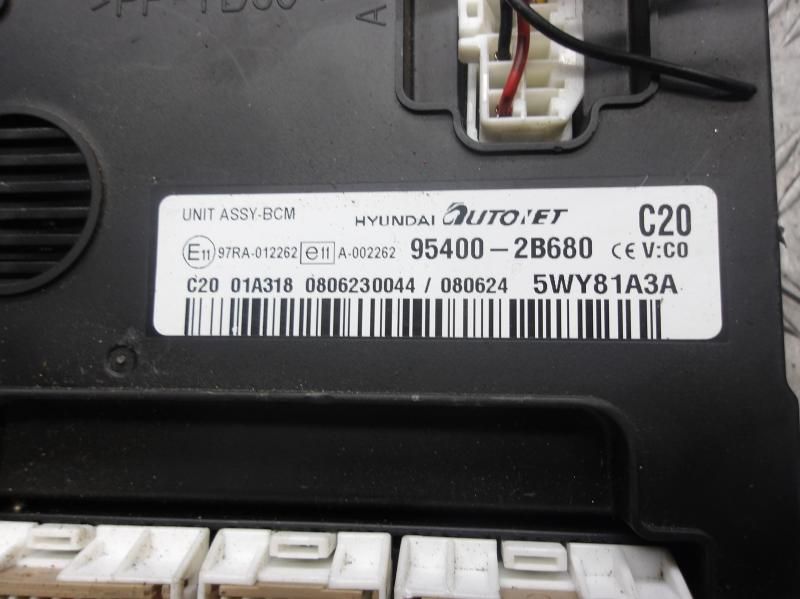 A
UNIT ASSY-BCM HYUNDAI AUTONET C20
E11 97RA-012262 e11 A-002262 95400-2B680 CE V:C0
C20 01A318 0806230044 / 080624 5WY81A3A